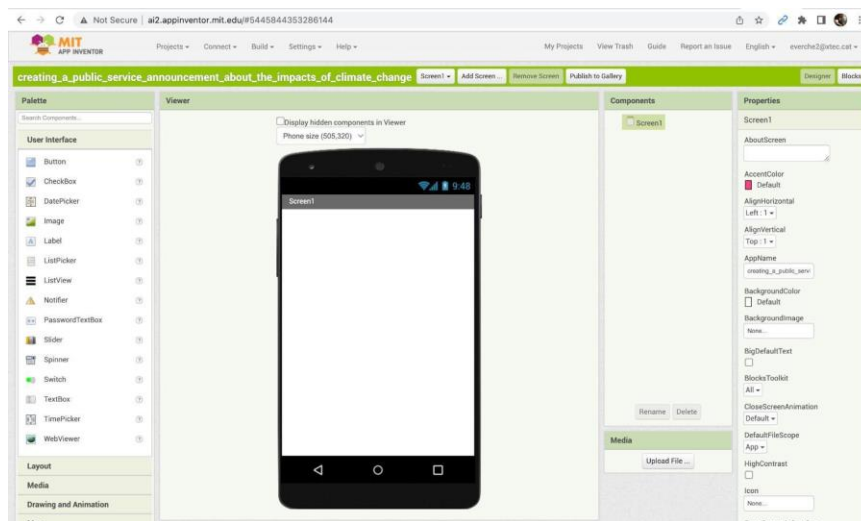 Not Secure | ai2.appinventor.mit.edu/#5445844353286144
MIT
APP INVENTOR
Projects Connect Build Settings Help My Projects View Trash Guide Report an Issue English everche2@xtec.cat
creating_a_public_service_announcement_about_the_impacts_of_climate_change Screen1 Add Screen ... Remove Screen Publish to Gallery Designer Blocks
Palette
Search Components...
User Interface
Button
CheckBox
DatePicker
Image
Label
ListPicker
ListView
Notifier
PasswordTextBox
Slider
Spinner
Switch
TextBox
TimePicker
WebViewer
Layout
Media
Drawing and Animation
Viewer
Display hidden components in Viewer
Phone size (505,320)
9:48
Screen1
Components
Screen1
Rename Delete
Media
Upload File ...
Properties
Screen1
AboutScreen
AccentColor
Default
AlignHorizontal
Left : 1
AlignVertical
Top : 1
AppName
creating_a_public_serv
BackgroundColor
Default
BackgroundImage
None...
BigDefaultText
BlocksToolkit
All
CloseScreenAnimation
Default
DefaultFileScope
App
HighContrast
Icon
None...